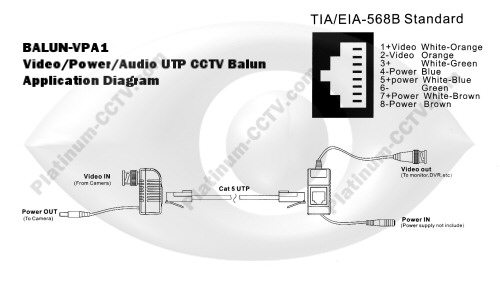 TIA/EIA-568B Standard
BALUN-VPA1
Video/Power/Audio UTP CCTV Balun
Application Diagram
1+Video White-Orange
2-Video Orange
3+ White-Green
4-Power Blue
5+power White-Blue
6- Green
7+Power White-Brown
8-Power Brown
Platinum-CCTV.com
Platinum-CCTV.com
Platinum-CCTV.com
Platinum-CCTV.com
Video IN
(From Camera)
Power OUT
(To Camera)
Cat 5 UTP
Video out
(To monitor,DVR,etc)
Power IN
(Power supply not include)